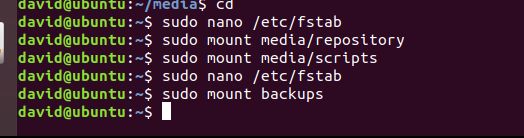 david@ubuntu:~/media$ cd
david@ubuntu:~$ sudo nano /etc/fstab
david@ubuntu:~$ sudo mount media/repository
david@ubuntu:~$ sudo mount media/scripts
david@ubuntu:~$ sudo nano /etc/fstab
david@ubuntu:~$ sudo mount backups
david@ubuntu:~$